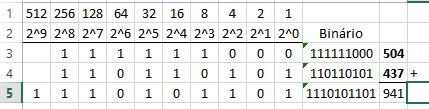 1 512 256 128 64 32 16 8 4 2 1
2 2^9 2^8 2^7 2^6 2^5 2^4 2^3 2^2 2^1 2^0 Binário
3 1 1 1 1 1 1 0 0 0 111111000 504
4 1 1 0 1 1 0 1 0 1 110110101 437 +
5 1 1 1 0 1 0 1 1 0 1 1110101101 941